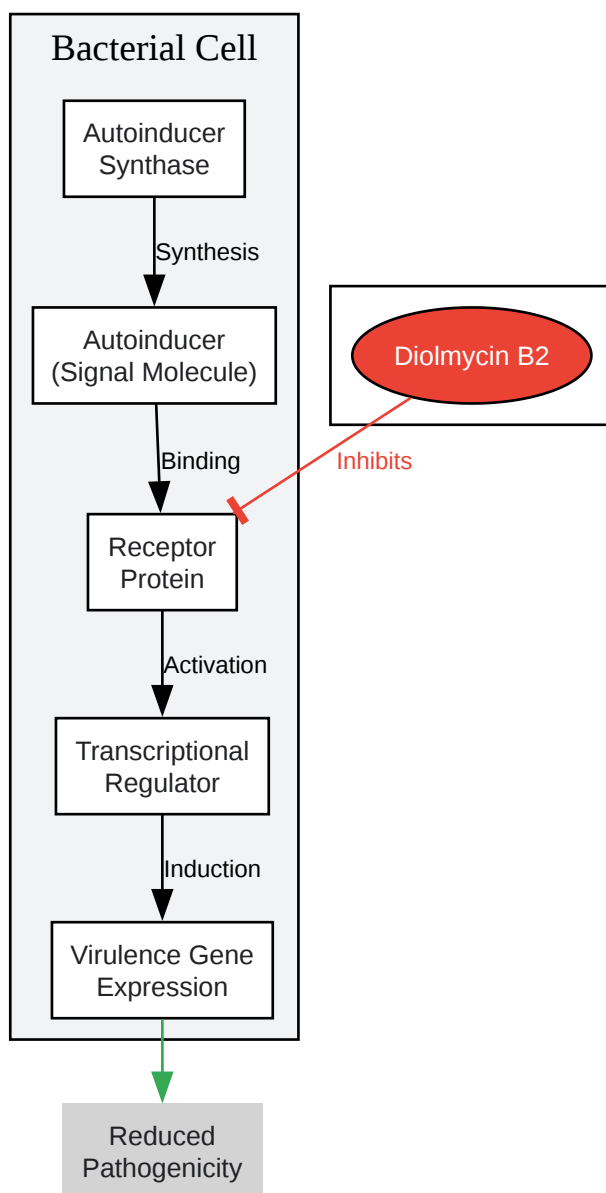 Bacterial Cell
Autoinducer
Synthase
Synthesis
Autoinducer
(Signal Molecule)
Diolmycin B2
Binding
Inhibits
Receptor
Protein
Activation
Transcriptional
Regulator
Induction
Virulence Gene
Expression
Reduced
Pathogenicity